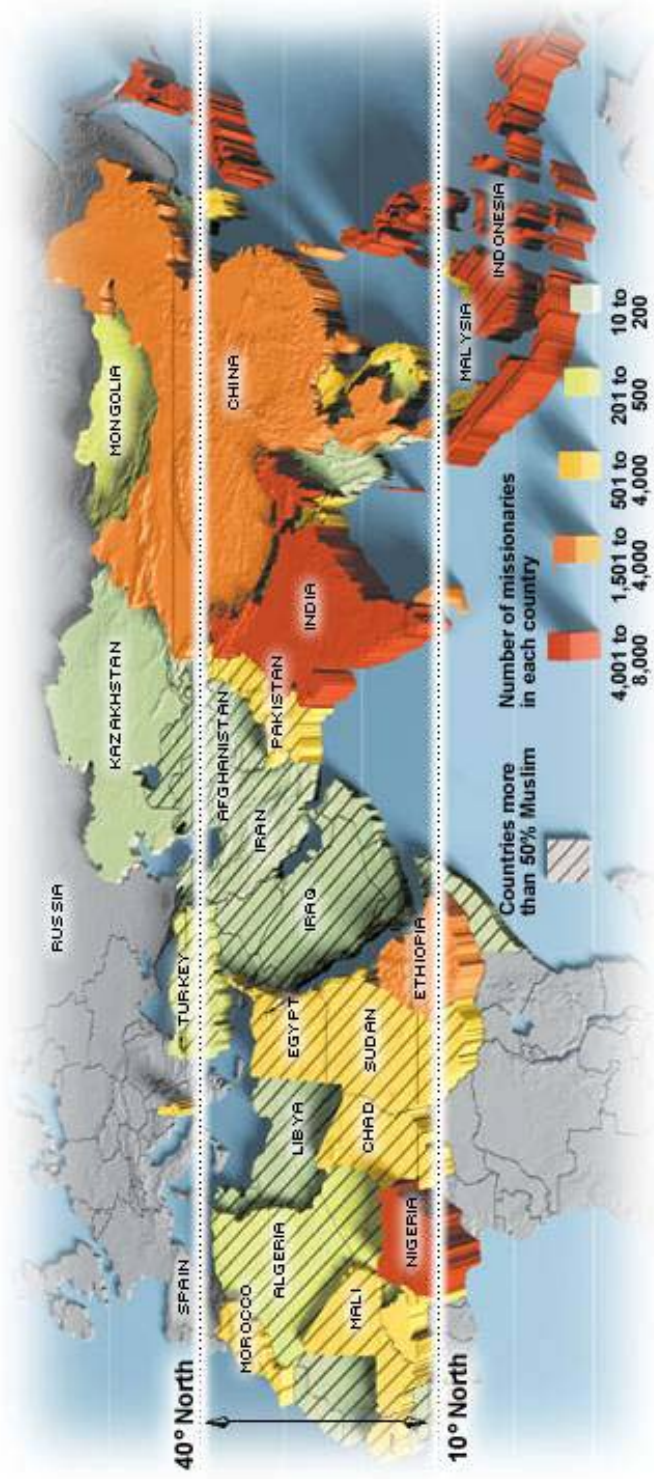 RUSSIA
MONGOLIA
KAZAKHSTAN
SPAIN
TURKEY
40° North
CHINA
MOROCCO
AFGHANISTAN
IRAN
PAKISTAN
INDIA
ALGERIA
LIBYA
EGYPT
IRAQ
MALI
CHAD
SUDAN
NIGERIA
ETHIOPIA
10° North
MALYSIA
INDONESIA
Countries more
than 50% Muslim
Number of missionaries
in each country
4,001 to
8,000
1,501 to
4,000
501 to
4,000
201 to
500
10 to
200